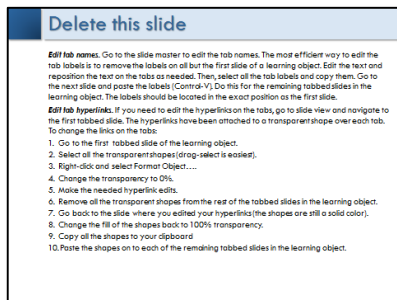 Delete this slide
Edit tab names. Go to the slide master to edit the tab names. The most efficient way to edit the
tab labels is to remove the labels on all but the first slide of a learning object. Edit the text and
reposition the text on the tabs as needed. Then, select all the tab labels and copy them. Go to
the next slide and paste the labels (Control-V). Do this for the remaining tabbed slides in the
learning object. The labels should be located in the exact position as the first slide.
Edit tab hyperlinks. If you need to edit the hyperlinks on the tabs, go to slide view and navigate to
the first tabbed slide. The hyperlinks have been attached to a transparent shape over each tab.
To change the links on the tabs:
1. Go to the first tabbed slide of the learning object.
2. Select all the transparent shapes (drag-select is easiest).
3. Right-click and select Format Object….
4. Change the transparency to 0%.
5. Make the needed hyperlink edits.
6. Remove all the transparent shapes from the rest of the tabbed slides in the learning object.
7. Go back to the slide where you edited your hyperlinks (the shapes are still a solid color).
8. Change the fill of the shapes back to 100% transparency.
9. Copy all the shapes to your clipboard
10. Paste the shapes on to each of the remaining tabbed slides in the learning object.